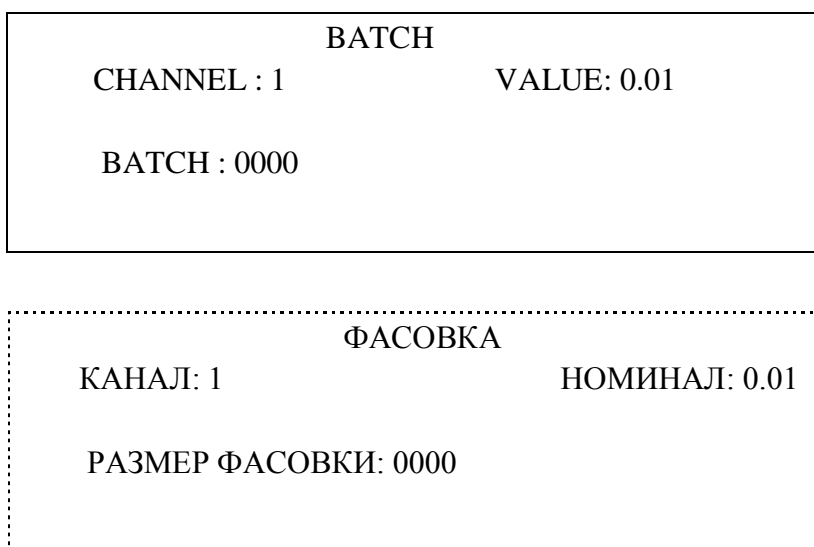 BATCH
CHANNEL : 1 VALUE: 0.01
BATCH : 0000
ФАСОВКА
КАНАЛ: 1 НОМИНАЛ: 0.01
РАЗМЕР ФАСОВКИ: 0000